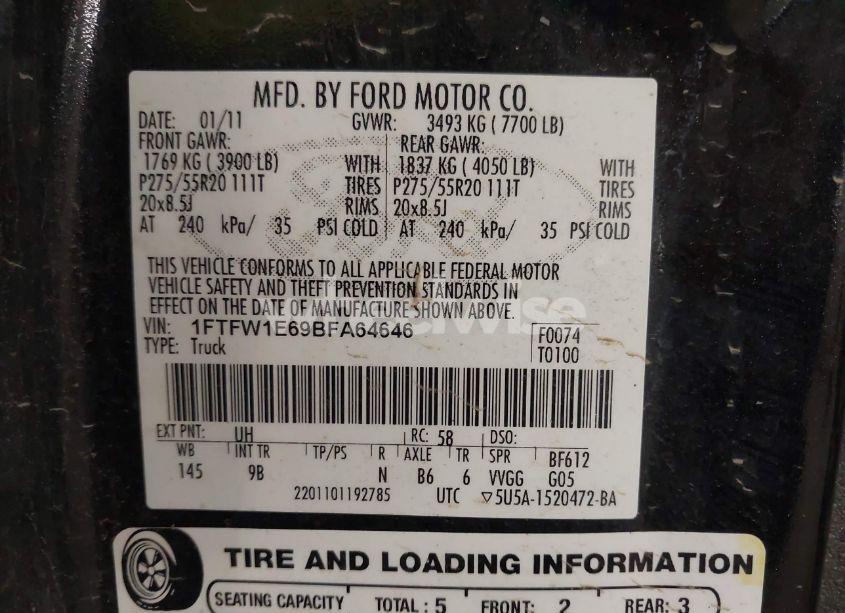 MFD. BY FORD MOTOR CO.
DATE: 01/11 GVWR: 3493 KG (7700 LB)
FRONT GAWR: REAR GAWR:
1769 KG (3900 LB) WITH 1837 KG (4050 LB) WITH
P275/55R20 111T TIRES P275/55R20 111T TIRES
20x8.5J RIMS 20x8.5J RIMS
AT 240 kPa/ 35 PSI COLD AT 240 kPa/ 35 PSI COLD
THIS VEHICLE CONFORMS TO ALL APPLICABLE FEDERAL MOTOR
VEHICLE SAFETY AND THEFT PREVENTION STANDARDS IN
EFFECT ON THE DATE OF MANUFACTURE SHOWN ABOVE.
VIN: 1FTFW1E69BFA64646 F0074
TYPE: Truck T0100
EXT PNT: UH RC: 58 DSO:
WB INT TR TP/PS R AXLE TR SPR BF612
145 9B N B6 6 VVGG G05
2201101192785 UTC ▽5U5A-1520472-BA
TIRE AND LOADING INFORMATION
SEATING CAPACITY TOTAL: 5 FRONT: 2 REAR: 3